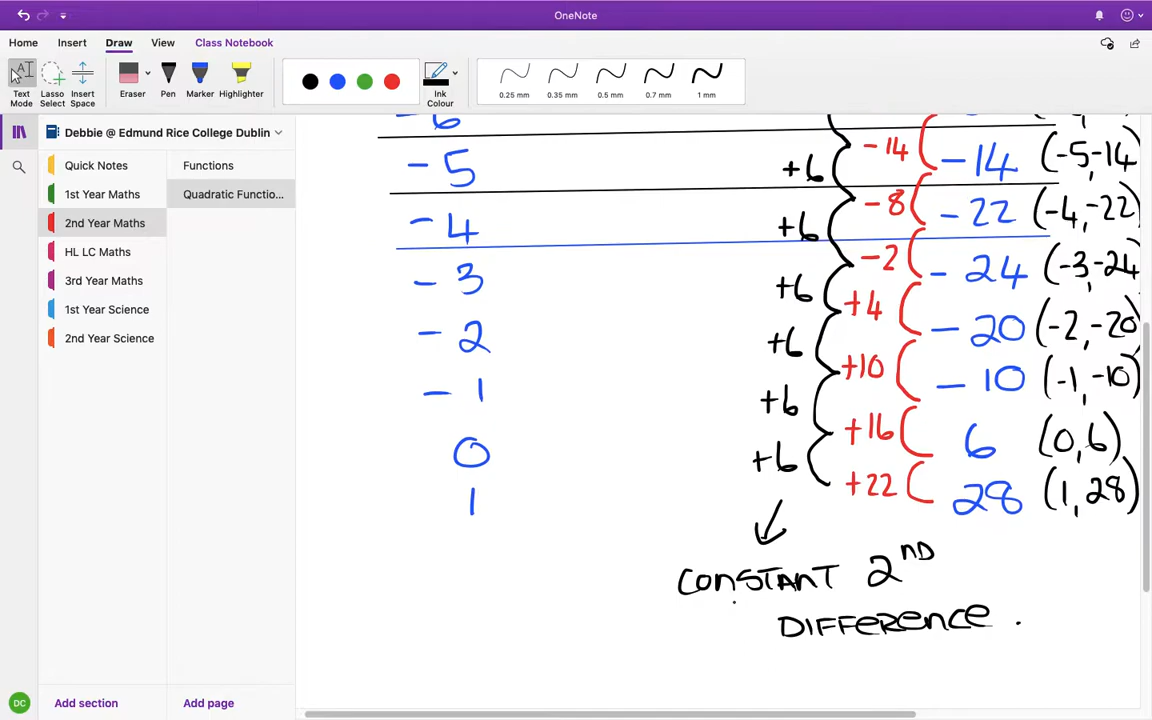 OneNote
Home Insert Draw View Class Notebook
Text Mode
Lasso Select
Insert Space
Eraser
Pen
Marker
Highlighter
Ink Colour
0.25 mm 0.35 mm 0.5 mm 0.7 mm 1 mm
Debbie @ Edmund Rice College Dublin
Quick Notes
1st Year Maths
2nd Year Maths
HL LC Maths
3rd Year Maths
1st Year Science
2nd Year Science
Functions
Quadratic Functio...
-6
-5 +6 -14 -14 (-5,-14)
-4 +6 -8 -22 (-4,-22)
-3 +6 -2 -24 (-3,-24
-2 +6 +4 -20 (-2,-20)
-1 +6 +10 -10 (-1,-10)
0 +6 +16 6 (0,6)
1 +22 28 (1,28)
CONSTANT 2ND
DIFFERENCE.
DC
Add section
Add page